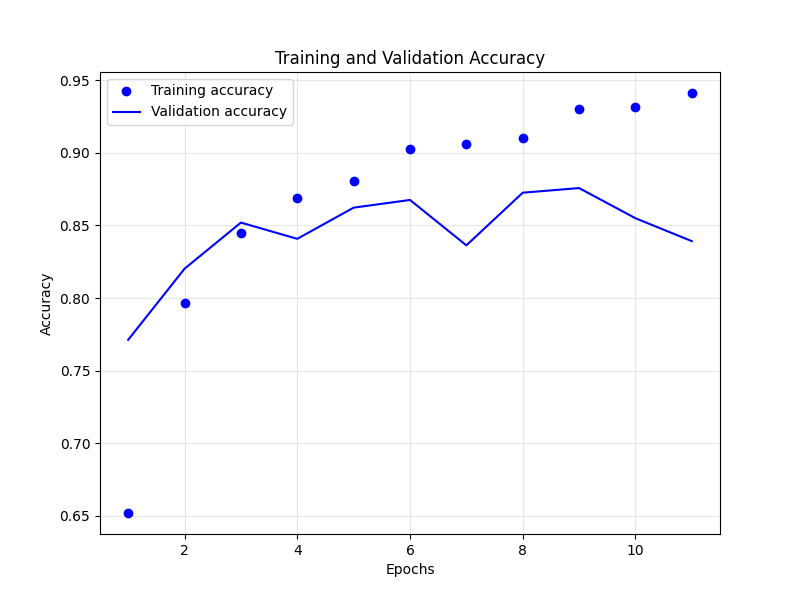 Training and Validation Accuracy
Training accuracy
Validation accuracy
Accuracy
0.95
0.90
0.85
0.80
0.75
0.70
0.65
2 4 6 8 10
Epochs